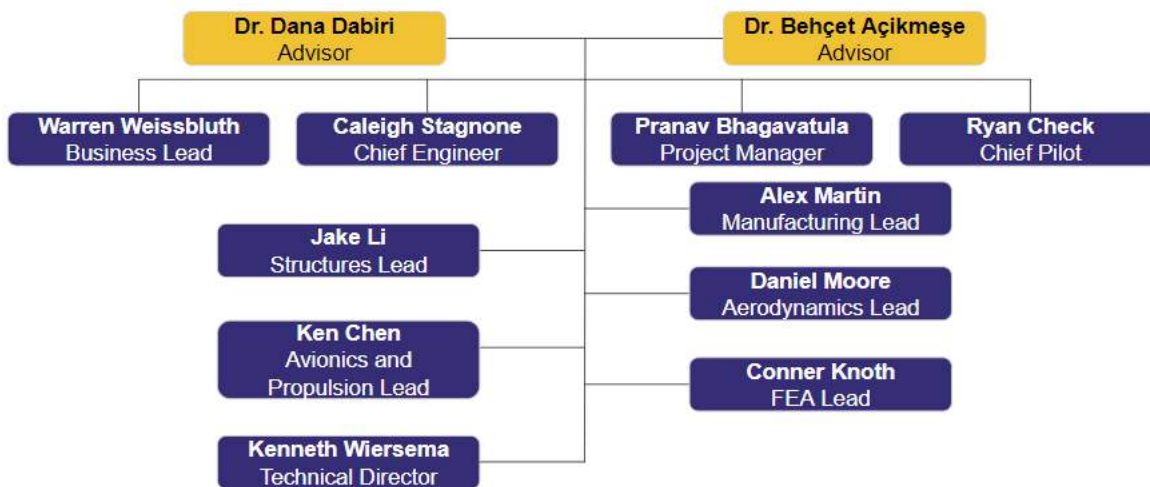 Dr. Dana Dabiri
Advisor
Dr. Behçet Açikmeşe
Advisor
Warren Weissbluth
Business Lead
Caleigh Stagnone
Chief Engineer
Pranav Bhagavatula
Project Manager
Ryan Check
Chief Pilot
Alex Martin
Manufacturing Lead
Jake Li
Structures Lead
Daniel Moore
Aerodynamics Lead
Ken Chen
Avionics and
Propulsion Lead
Conner Knoth
FEA Lead
Kenneth Wiersema
Technical Director